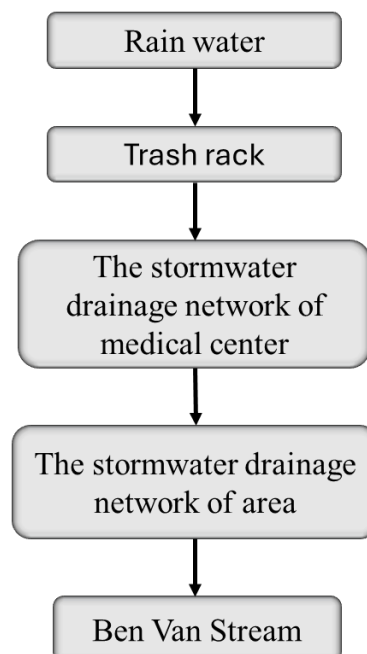 Rain water
Trash rack
The stormwater
drainage network of
medical center
The stormwater drainage
network of area
Ben Van Stream